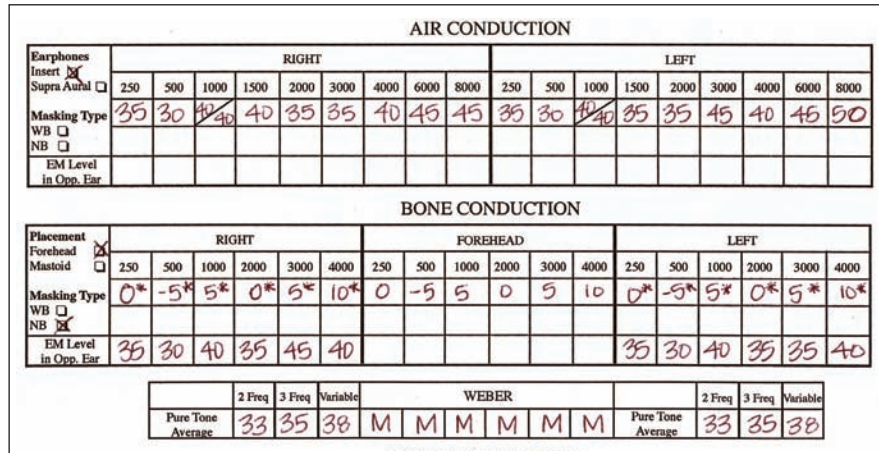 AIR CONDUCTION
Earphones
Insert
Supra Aural
RIGHT LEFT
250 500 1000 1500 2000 3000 4000 6000 8000 250 500 1000 1500 2000 3000 4000 6000 8000
Masking Type
WB
NB
35 30 40/40 40 35 35 40 45 45 35 30 40/40 35 35 45 40 45 50
EM Level
in Opp. Ear
BONE CONDUCTION
Placement
Forehead
Mastoid
RIGHT FOREHEAD LEFT
250 500 1000 2000 3000 4000 250 500 1000 2000 3000 4000 250 500 1000 2000 3000 4000
Masking Type
WB
NB
0* -5* 5* 0* 5* 10* 0 -5 5 0 5 10 0* -5* 5* 0* 5* 10*
EM Level
in Opp. Ear
35 30 40 35 45 40 35 30 40 35 35 40
2 Freq 3 Freq Variable WEBER 2 Freq 3 Freq Variable
Pure Tone
Average
33 35 38 M M M M M M
Pure Tone
Average
33 35 38